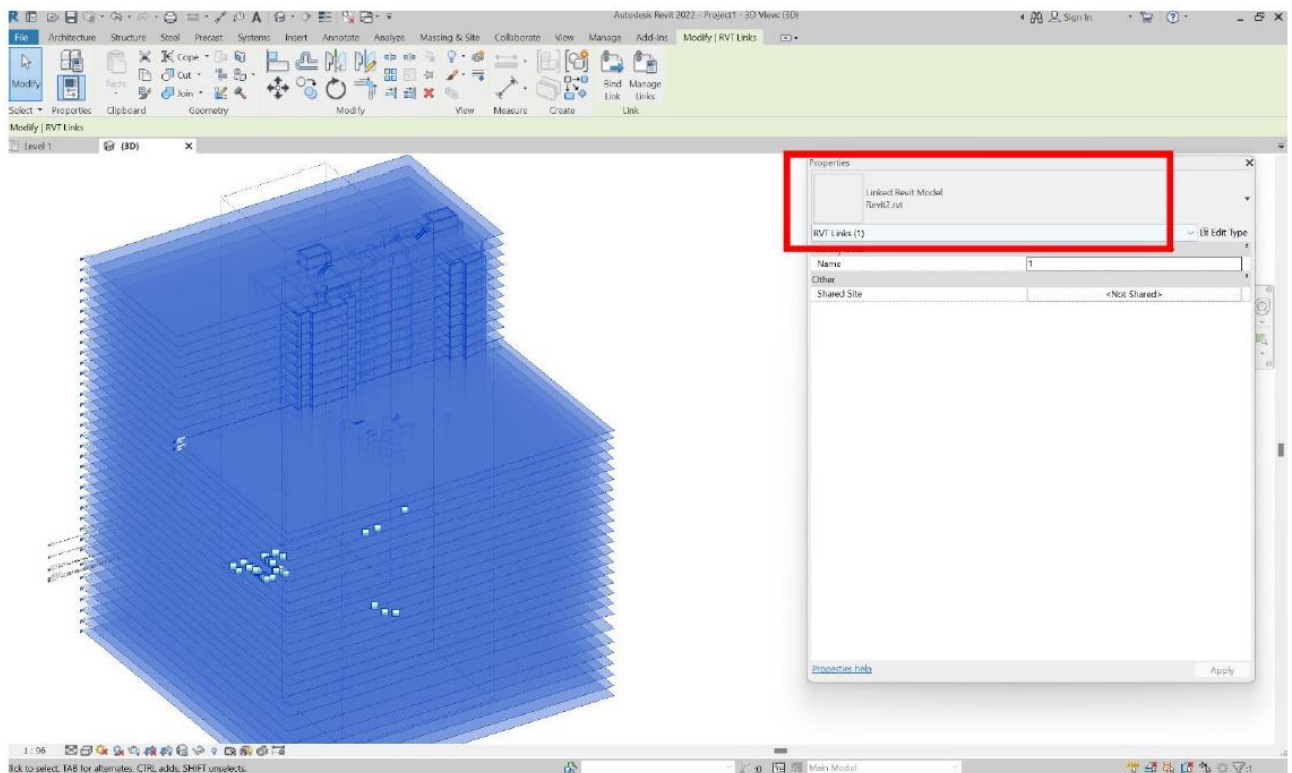 Autodesk Revit 2022 - Project1 - 3D View: {3D}
Sign In
File Architecture Structure Steel Precast Systems Insert Annotate Analyze Massing & Site Collaborate View Manage Add-Ins Modify | RVT Links
Modify
Paste
Cope
Cut
Join
Bind Link
Manage Links
Select Properties Clipboard Geometry Modify View Measure Create Link
Modify | RVT Links
Level 1
{3D}
Properties
Linked Revit Model
Revit2.rvt
RVT Links (1)
Edit Type
Name 1
Other
Shared Site <Not Shared>
Properties help
Apply
1 : 96
lick to select, TAB for alternates, CTRL adds, SHIFT unselects.
:0
Main Model
:1